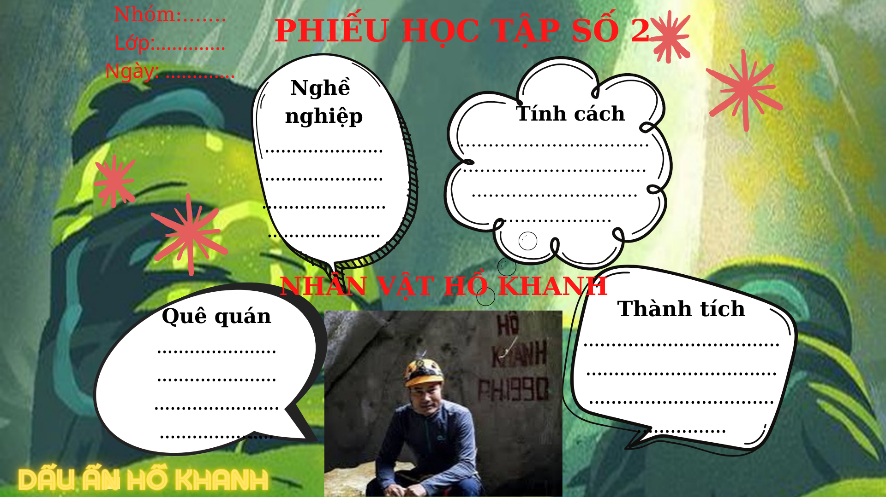 Nhóm:.......
Lớp:.............
Ngày: .............
PHIẾU HỌC TẬP SỐ 2
Nghề
nghiệp
.....................
.....................
......................
....................
Tính cách
................................
.................................
..............................
....................
NHÂN VẬT HỒ KHANH
Quê quán
.....................
.....................
......................
....................
Thành tích
...................................
..................................
..................................
..............
HỒ
KHANH
PH1990
DẤU ẤN HỒ KHANH